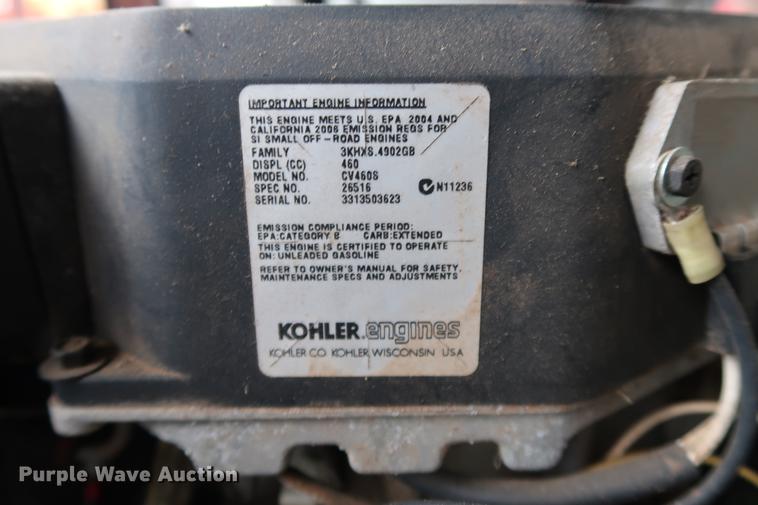 IMPORTANT ENGINE INFORMATION
THIS ENGINE MEETS U.S. EPA 2004 AND
CALIFORNIA 2006 EMISSION REGS FOR
SI SMALL OFF-ROAD ENGINES
FAMILY 3KHXS.4902GB
DISPL (CC) 460
MODEL NO. CV460S
SPEC NO. 26516 N11236
SERIAL NO. 3313503623
EMISSION COMPLIANCE PERIOD:
EPA:CATEGORY B CARB:EXTENDED
THIS ENGINE IS CERTIFIED TO OPERATE
ON: UNLEADED GASOLINE
REFER TO OWNER'S MANUAL FOR SAFETY,
MAINTENANCE SPECS AND ADJUSTMENTS
KOHLER.engines
KOHLER CO. KOHLER, WISCONSIN USA
Purple Wave Auction